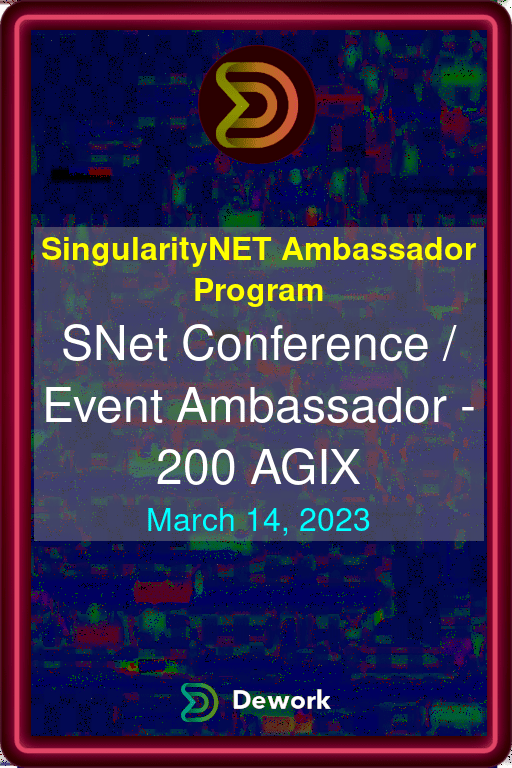 SingularityNET Ambassador
Program
SNet Conference /
Event Ambassador -
200 AGIX
March 14, 2023
Dework